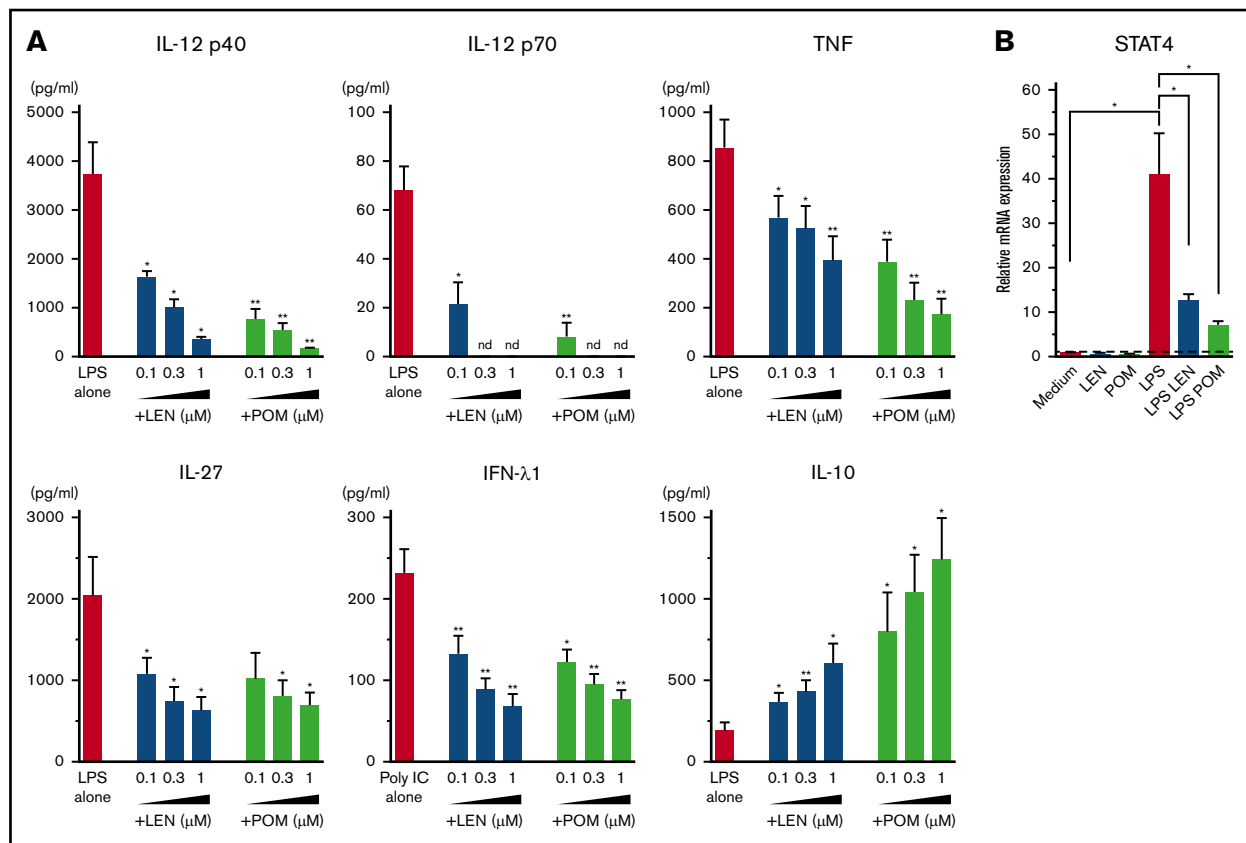 A
IL-12 p40
(pg/ml)
5000
4000
3000
2000
1000
0
* * * ** ** **
LPS alone
0.1 0.3 1 0.1 0.3 1
+LEN (μM) +POM (μM)
IL-12 p70
(pg/ml)
100
80
60
40
20
0
* nd nd ** nd nd
LPS alone
0.1 0.3 1 0.1 0.3 1
+LEN (μM) +POM (μM)
TNF
(pg/ml)
1000
800
600
400
200
0
* * ** ** ** **
LPS alone
0.1 0.3 1 0.1 0.3 1
+LEN (μM) +POM (μM)
B
STAT4
Relative mRNA expression
60
50
40
30
20
10
0
* * *
Medium
LEN
POM
LPS
LPS LEN
LPS POM
IL-27
(pg/ml)
3000
2000
1000
0
* * * * *
LPS alone
0.1 0.3 1 0.1 0.3 1
+LEN (μM) +POM (μM)
IFN-λ1
(pg/ml)
300
200
100
0
** ** ** * ** **
Poly IC alone
0.1 0.3 1 0.1 0.3 1
+LEN (μM) +POM (μM)
IL-10
(pg/ml)
1500
1000
500
0
* ** * * * *
LPS alone
0.1 0.3 1 0.1 0.3 1
+LEN (μM) +POM (μM)